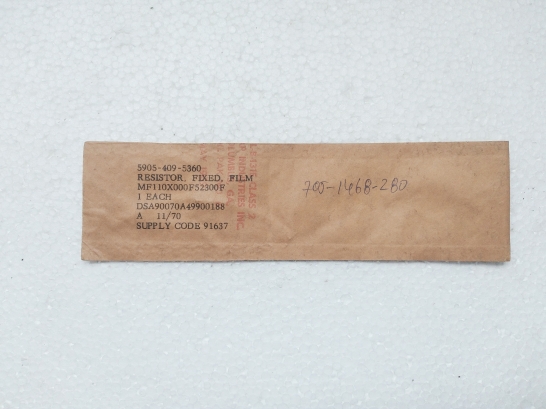 5905-409-5360
RESISTOR, FIXED, FILM
MF110X000F52300F
1 EACH
DSA90070A49900188
A 11/70
SUPPLY CODE 91637
700-1468-280